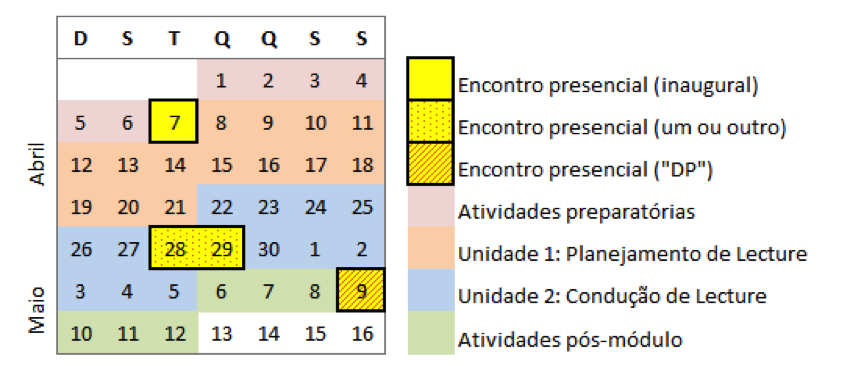 D S T Q Q S S
1 2 3 4
5 6 7 8 9 10 11
12 13 14 15 16 17 18
19 20 21 22 23 24 25
26 27 28 29 30 1 2
3 4 5 6 7 8 9
10 11 12 13 14 15 16
Abril
Maio
Encontro presencial (inaugural)
Encontro presencial (um ou outro)
Encontro presencial ("DP")
Atividades preparatórias
Unidade 1: Planejamento de Lecture
Unidade 2: Condução de Lecture
Atividades pós-módulo